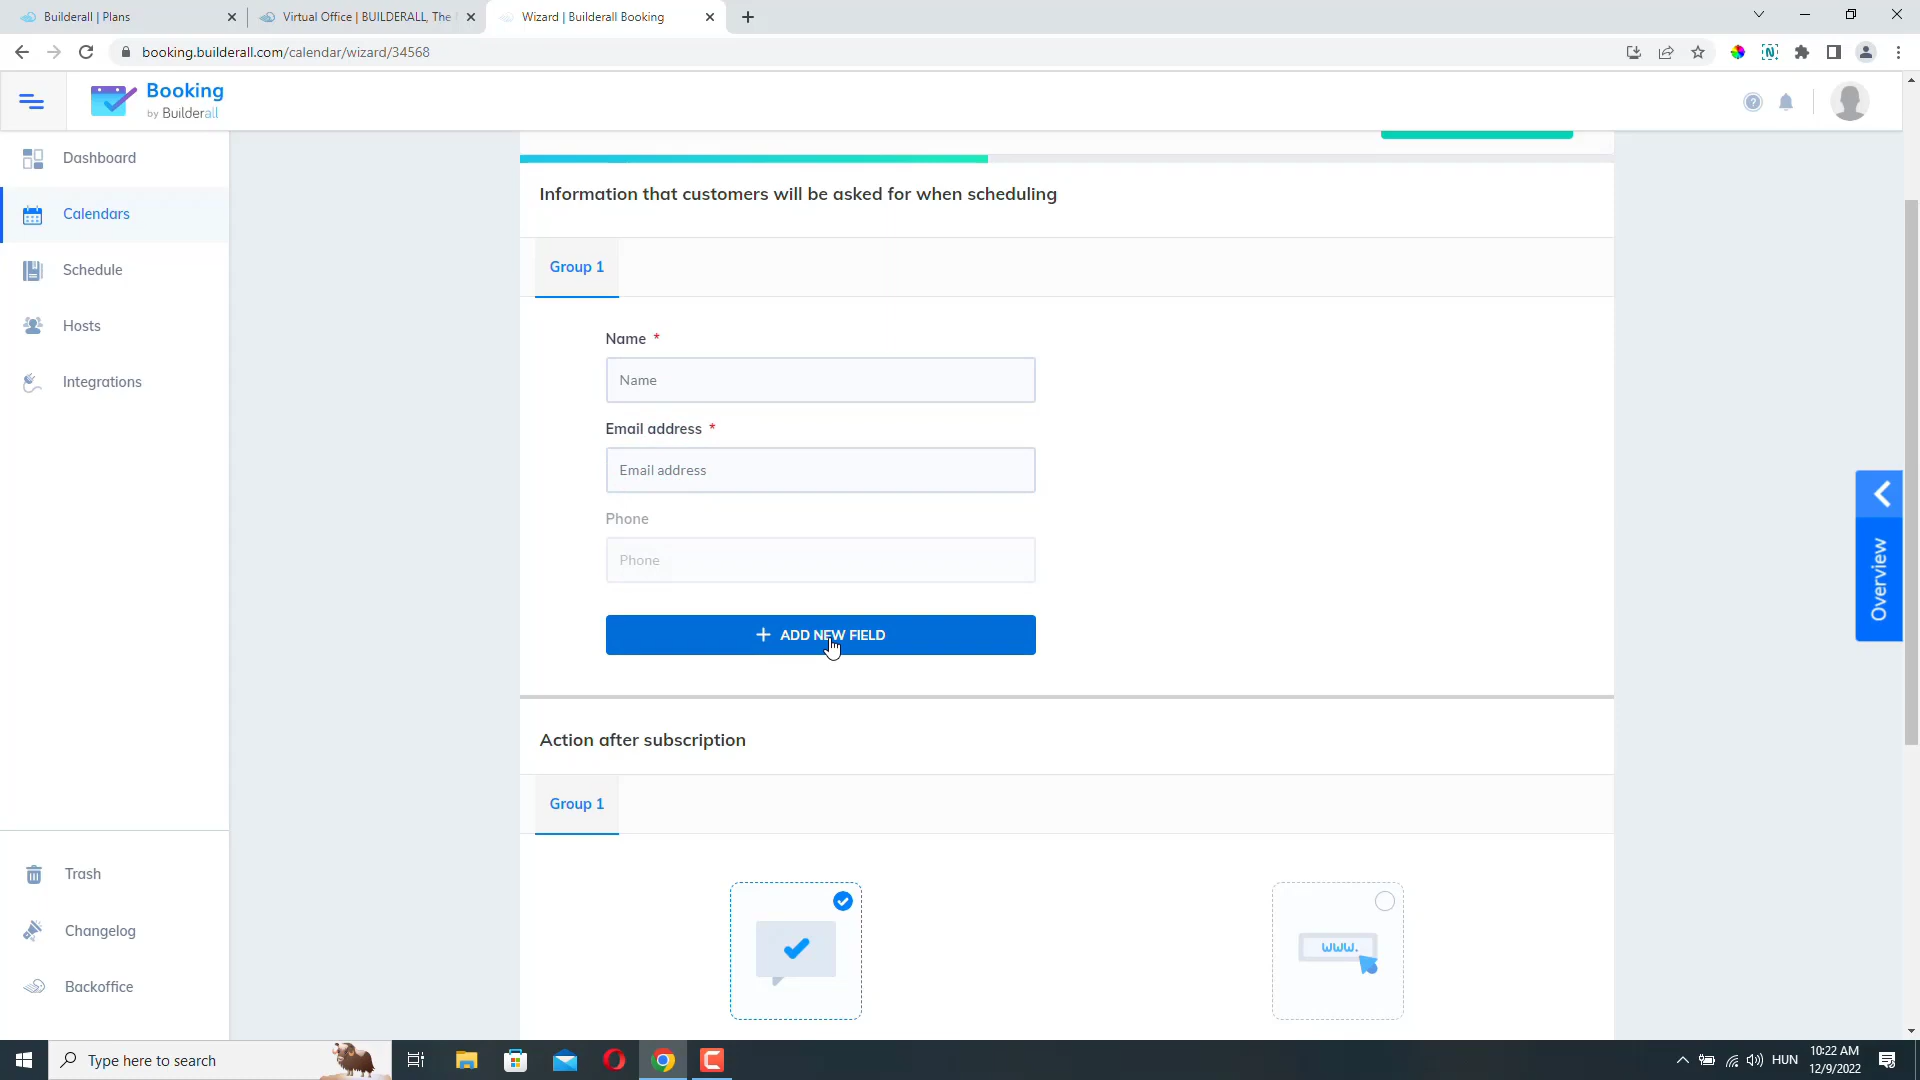 Builderall | Plans
Virtual Office | BUILDERALL, The
Wizard | Builderall Booking
booking.builderall.com/calendar/wizard/34568
Booking
by Builderall
Dashboard
Calendars
Schedule
Hosts
Integrations
Trash
Changelog
Backoffice
Information that customers will be asked for when scheduling
Group 1
Name *
Name
Email address *
Email address
Phone
Phone
+ ADD NEW FIELD
Action after subscription
Group 1
www.
Overview
Type here to search
HUN
10:22 AM
12/9/2022